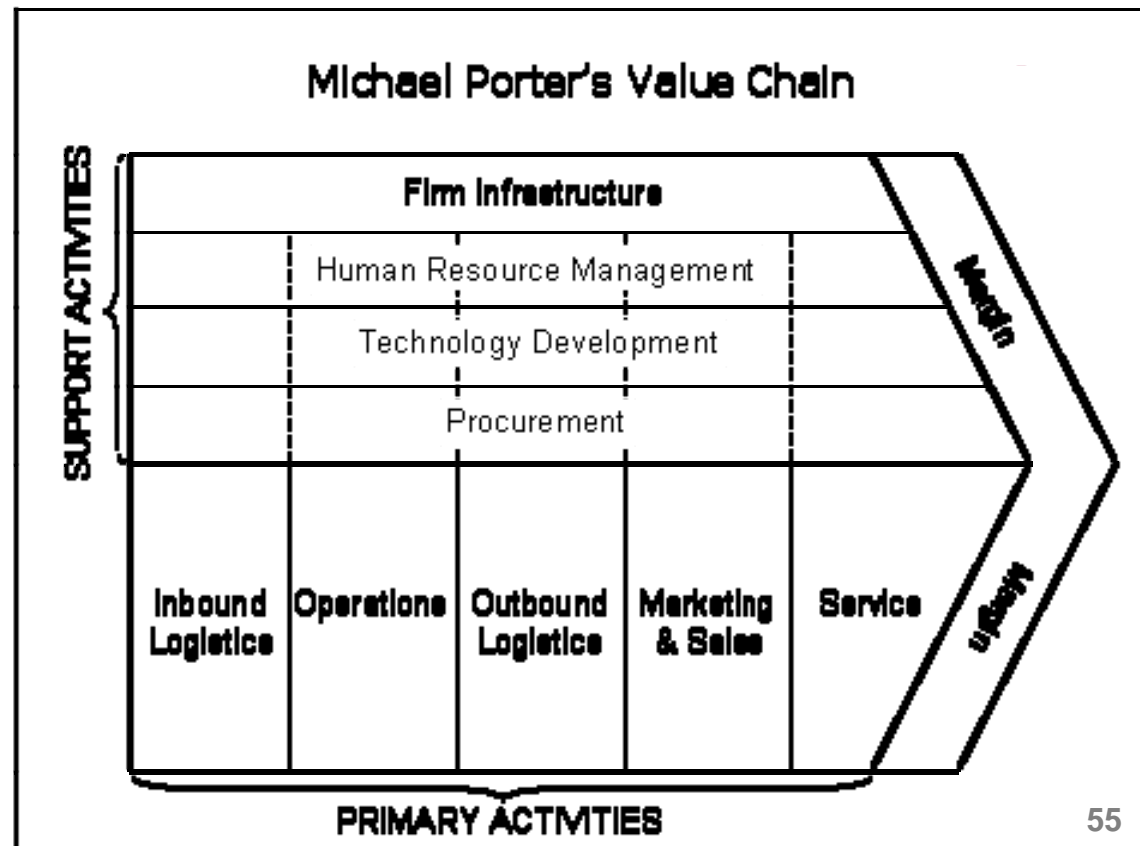 Michael Porter's Value Chain
SUPPORT ACTIVITIES
Firm Infrastructure
Human Resource Management
Technology Development
Procurement
Margin
Inbound
Logistics
Operations
Outbound
Logistics
Marketing
& Sales
Service
Margin
PRIMARY ACTIVITIES
55